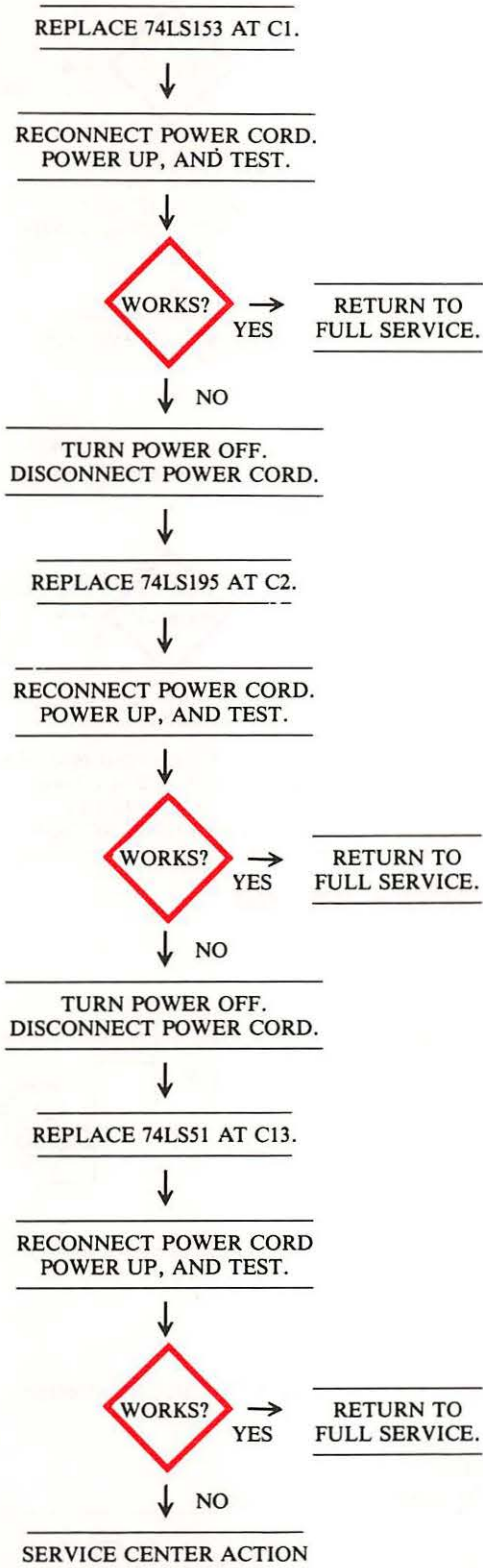 REPLACE 74LS153 AT C1.
RECONNECT POWER CORD.
POWER UP, AND TEST.
WORKS?
YES
RETURN TO
FULL SERVICE.
NO
TURN POWER OFF.
DISCONNECT POWER CORD.
REPLACE 74LS195 AT C2.
RECONNECT POWER CORD.
POWER UP, AND TEST.
WORKS?
YES
RETURN TO
FULL SERVICE.
NO
TURN POWER OFF.
DISCONNECT POWER CORD.
REPLACE 74LS51 AT C13.
RECONNECT POWER CORD
POWER UP, AND TEST.
WORKS?
YES
RETURN TO
FULL SERVICE.
NO
SERVICE CENTER ACTION